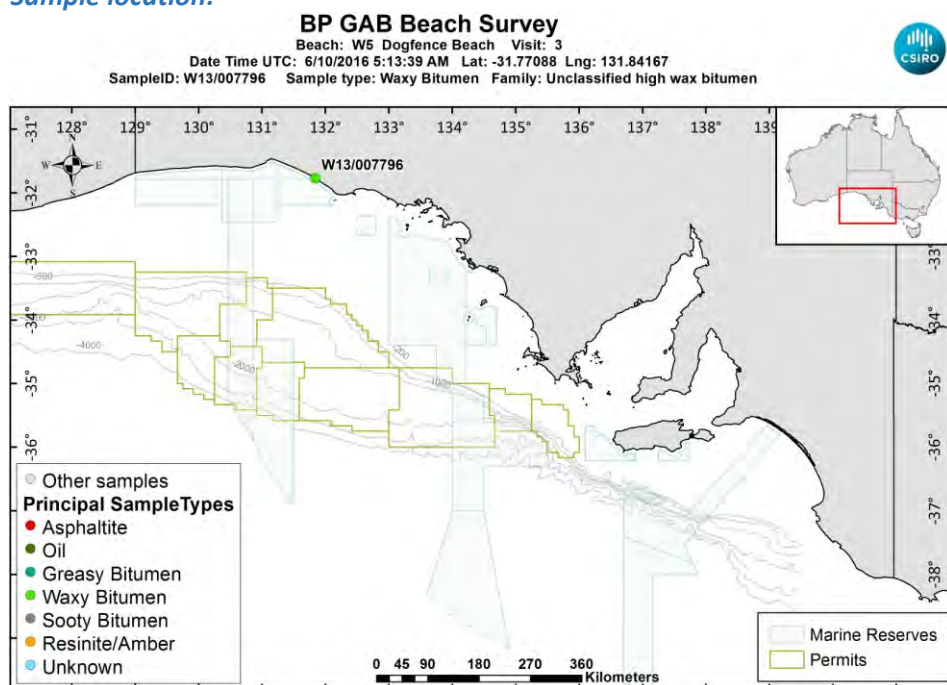 Sample location:
BP GAB Beach Survey
Beach: W5 Dogfence Beach Visit: 3
Date Time UTC: 6/10/2016 5:13:39 AM Lat: -31.77088 Lng: 131.84167
SampleID: W13/007796 Sample type: Waxy Bitumen Family: Unclassified high wax bitumen
CSIRO
128° 129° 130° 131° 132° 133° 134° 135° 136° 137° 138° 139
-31°
N
W E
S
W13/007796
-32°
-32°
-33°
-33°
-34°
-34°
-35°
-35°
-36°
-36°
-37°
-38°
-200
-1000
-2000
-4000
Other samples
Principal SampleTypes
Asphaltite
Oil
Greasy Bitumen
Waxy Bitumen
Sooty Bitumen
Resinite/Amber
Unknown
0 45 90 180 270 360
Kilometers
Marine Reserves
Permits